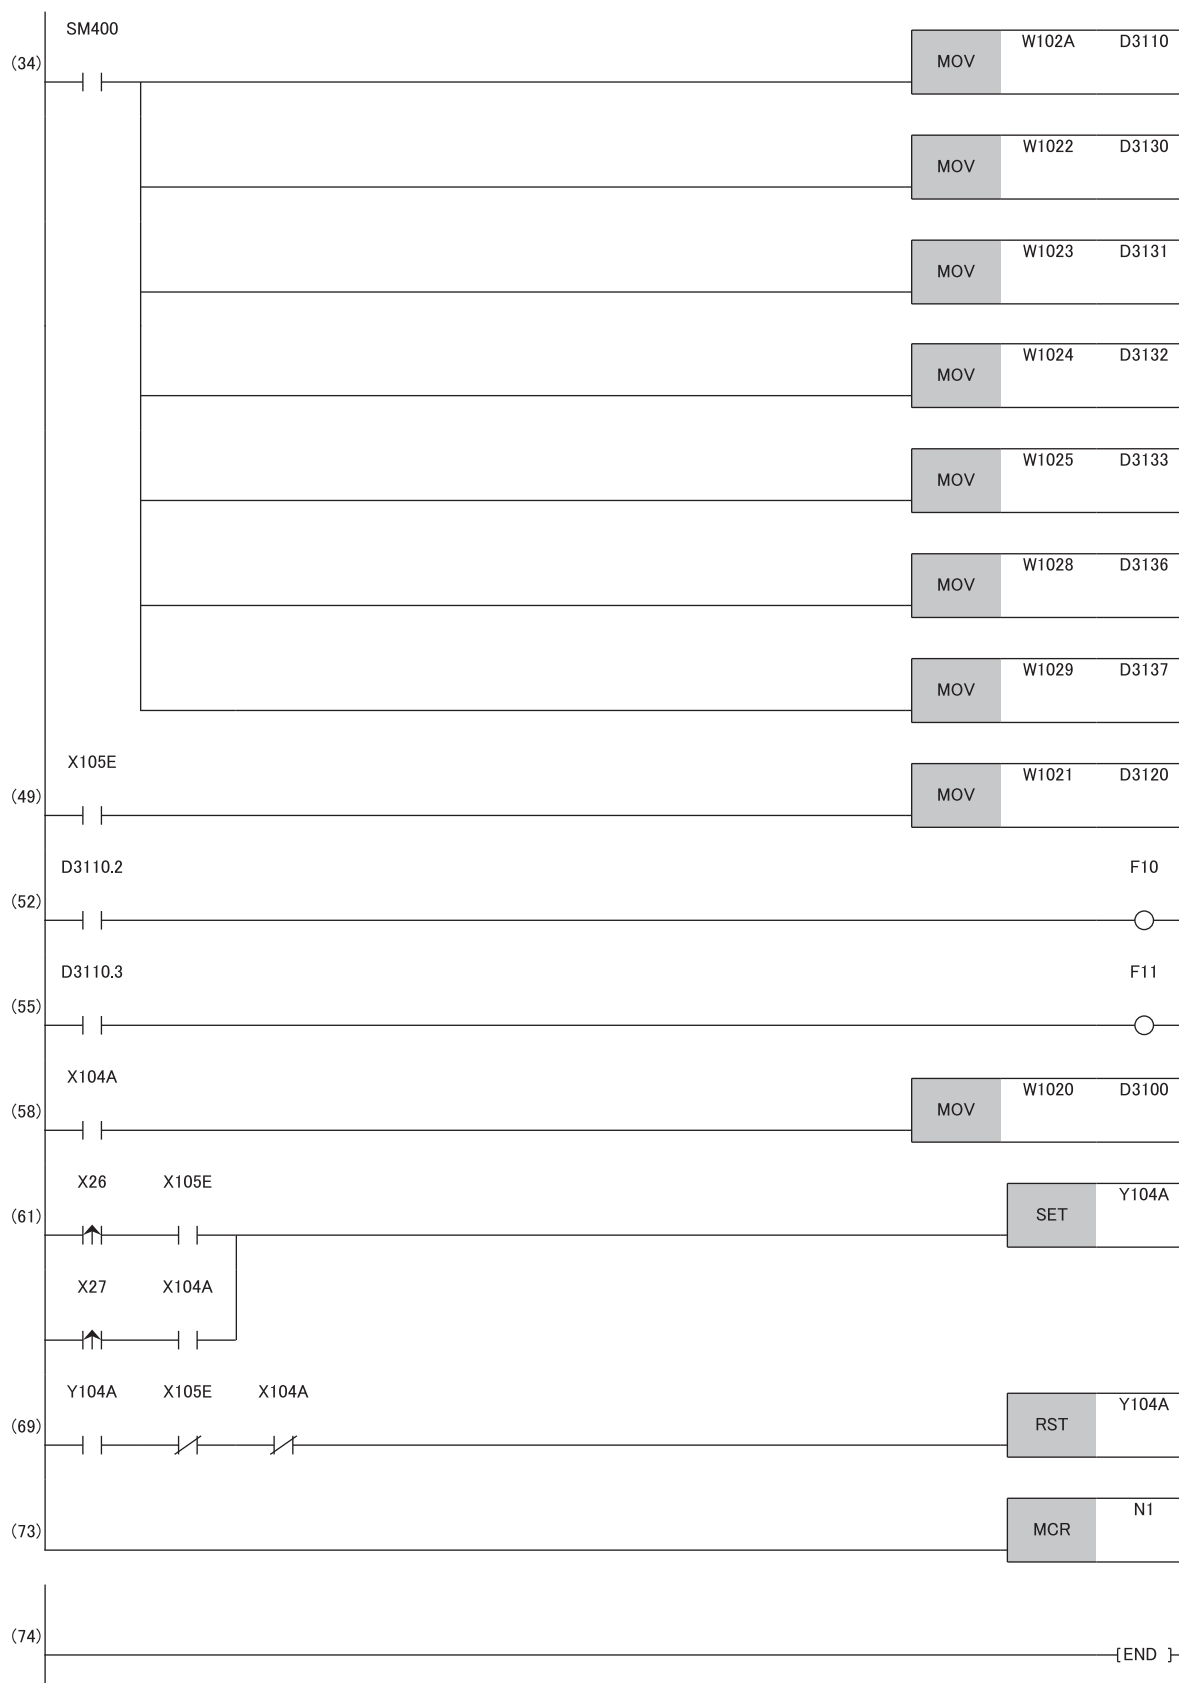 SM400
(34)
MOV W102A D3110
MOV W1022 D3130
MOV W1023 D3131
MOV W1024 D3132
MOV W1025 D3133
MOV W1028 D3136
MOV W1029 D3137
X105E
(49)
MOV W1021 D3120
D3110.2 F10
(52)
D3110.3 F11
(55)
X104A
(58)
MOV W1020 D3100
X26 X105E
(61)
SET Y104A
X27 X104A
Y104A X105E X104A
(69)
RST Y104A
(73)
MCR N1
(74)
[END ]